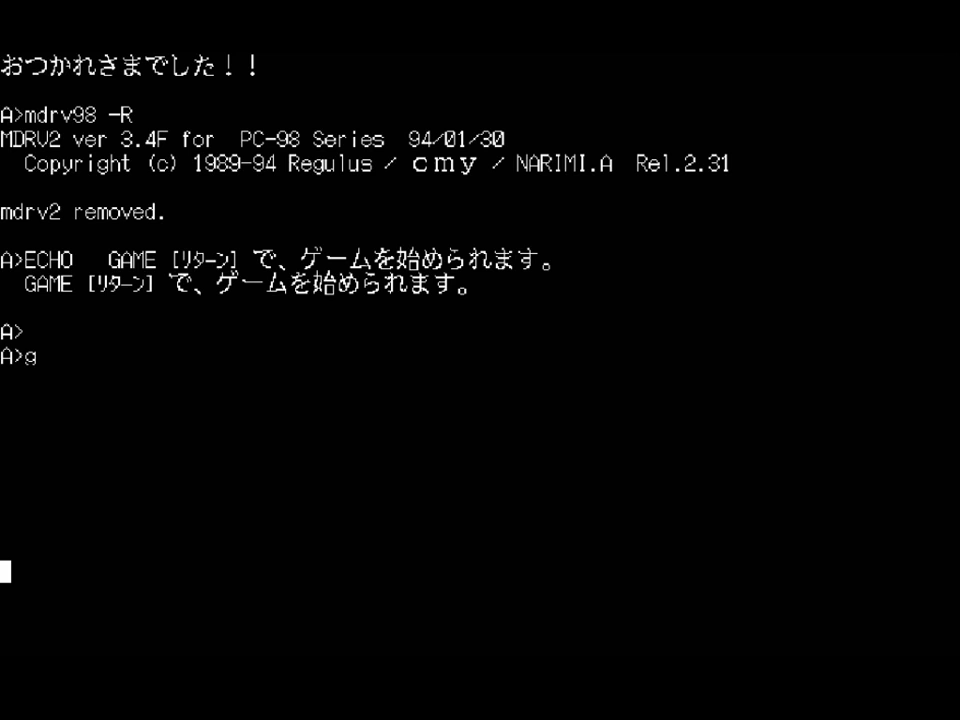 おつかれさまでした！！
A>mdrv98 -R
MDRV2 ver 3.4F for  PC-98 Series  94/01/30
  Copyright (c) 1989-94 Regulus / ｃｍｙ / NARIMI.A  Rel.2.31
mdrv2 removed.
A>ECHO   GAME [ﾘﾀｰﾝ] で、ゲームを始められます。
  GAME [ﾘﾀｰﾝ] で、ゲームを始められます。
A>
A>g